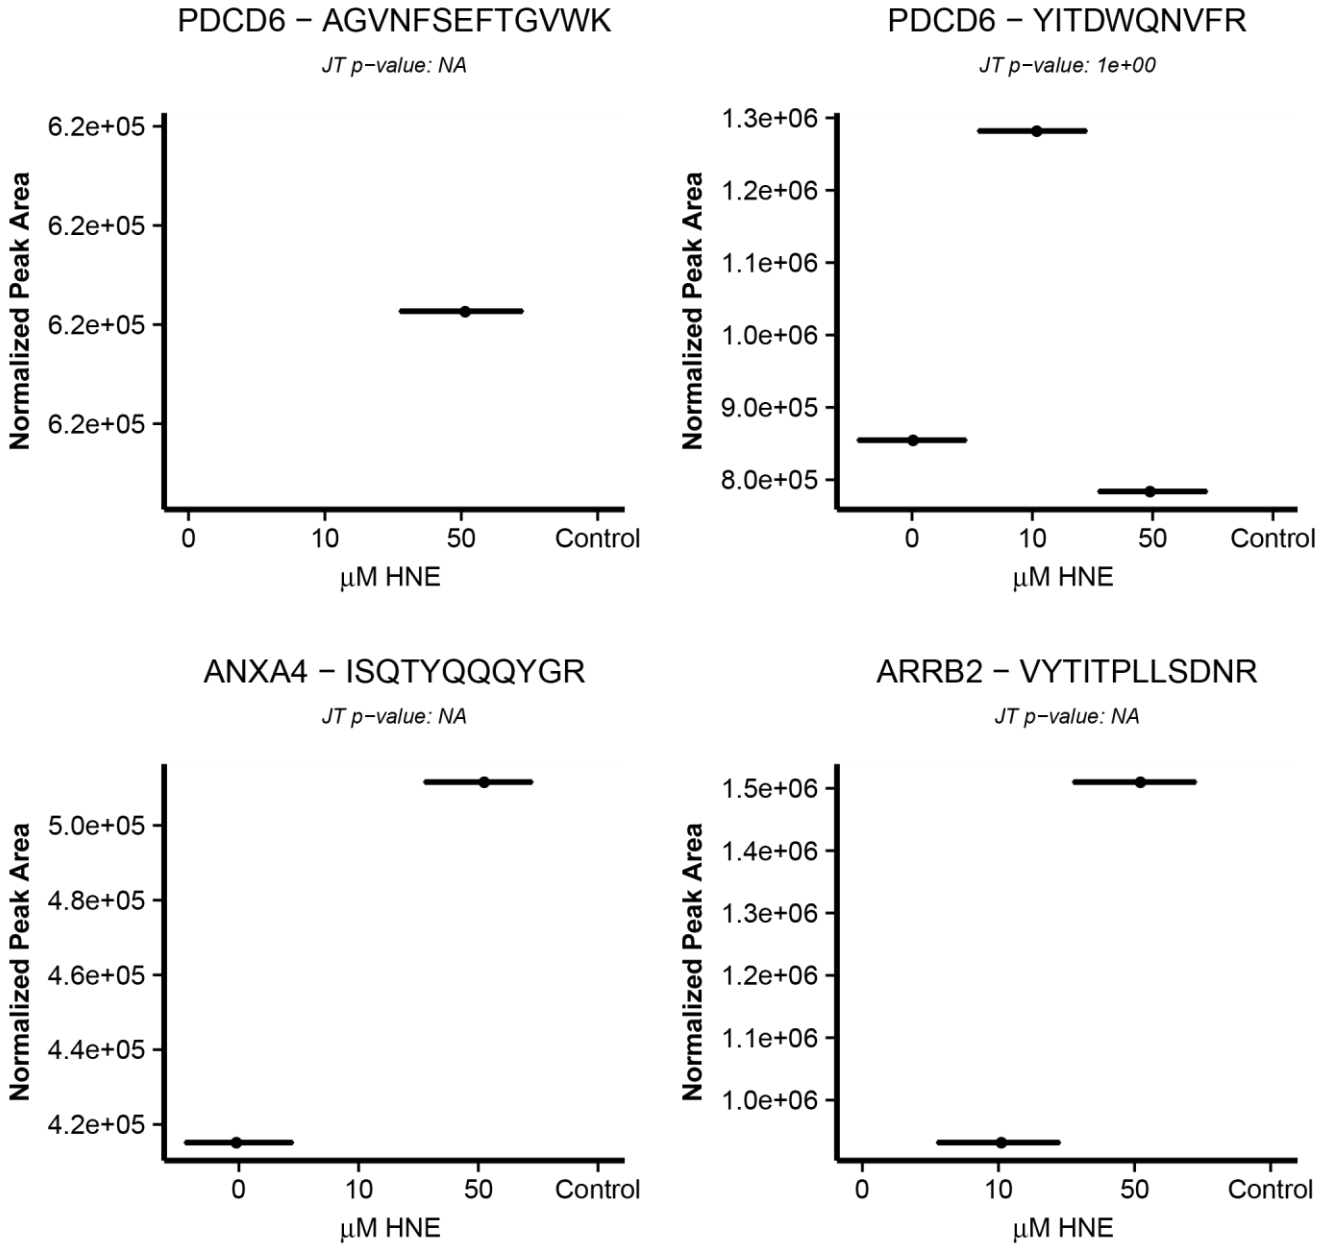 PDCD6 − AGVNFSEFTGVWK
JT p−value: NA
Normalized Peak Area
6.2e+05
6.2e+05
6.2e+05
6.2e+05
0 10 50 Control
μM HNE
PDCD6 − YITDWQNVFR
JT p−value: 1e+00
Normalized Peak Area
1.3e+06
1.2e+06
1.1e+06
1.0e+06
9.0e+05
8.0e+05
0 10 50 Control
μM HNE
ANXA4 − ISQTYQQQYGR
JT p−value: NA
Normalized Peak Area
5.0e+05
4.8e+05
4.6e+05
4.4e+05
4.2e+05
0 10 50 Control
μM HNE
ARRB2 − VYTITPLLSDNR
JT p−value: NA
Normalized Peak Area
1.5e+06
1.4e+06
1.3e+06
1.2e+06
1.1e+06
1.0e+06
0 10 50 Control
μM HNE